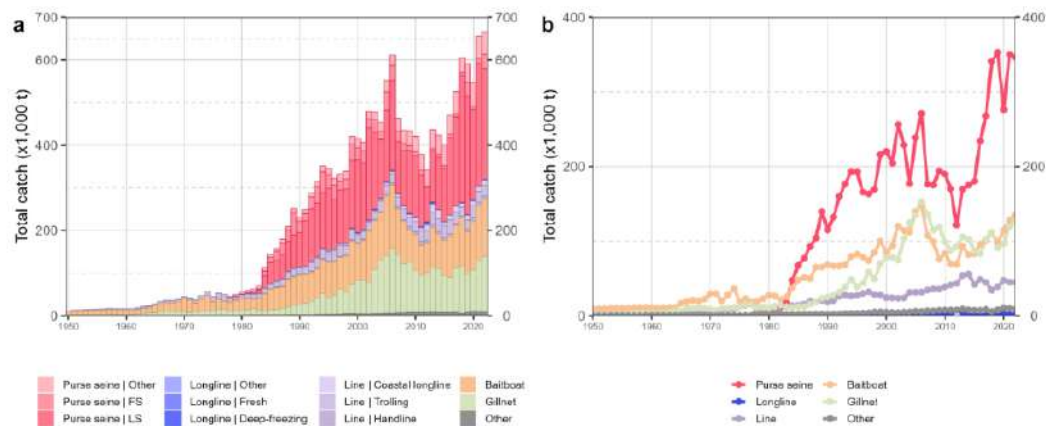 a
Total catch (x1,000 t)
700
600
400
200
0
700
600
400
200
0
1950 1960 1970 1980 1990 2000 2010 2020
b
Total catch (x1,000 t)
400
200
0
400
200
0
1950 1960 1970 1980 1990 2000 2010 2020
Purse seine | Other
Purse seine | FS
Purse seine | LS
Longline | Other
Longline | Fresh
Longline | Deep-freezing
Line | Coastal longline
Line | Trolling
Line | Handline
Baitboat
Gillnet
Other
Purse seine
Longline
Line
Baitboat
Gillnet
Other